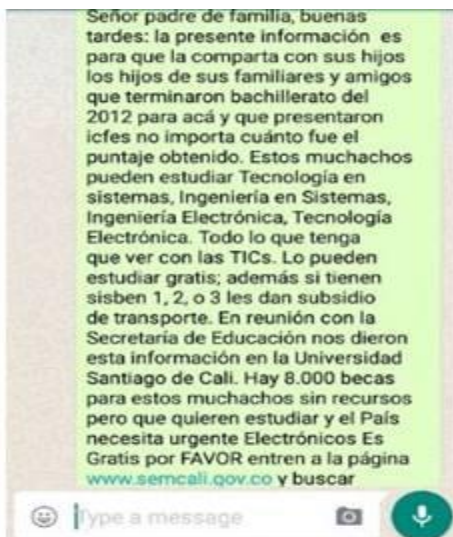 Señor padre de familia, buenas
tardes: la presente información es
para que la comparta con sus hijos
los hijos de sus familiares y amigos
que terminaron bachillerato del
2012 para acá y que presentaron
icfes no importa cuánto fue el
puntaje obtenido. Estos muchachos
pueden estudiar Tecnología en
sistemas, Ingeniería en Sistemas,
Ingeniería Electrónica, Tecnología
Electrónica. Todo lo que tenga
que ver con las TICs. Lo pueden
estudiar gratis; además si tienen
sisben 1, 2, o 3 les dan subsidio
de transporte. En reunión con la
Secretaría de Educación nos dieron
esta información en la Universidad
Santiago de Cali. Hay 8.000 becas
para estos muchachos sin recursos
pero que quieren estudiar y el País
necesita urgente Electrónicos Es
Gratis por FAVOR entren a la página
www.semcali.gov.co y buscar
Type a message